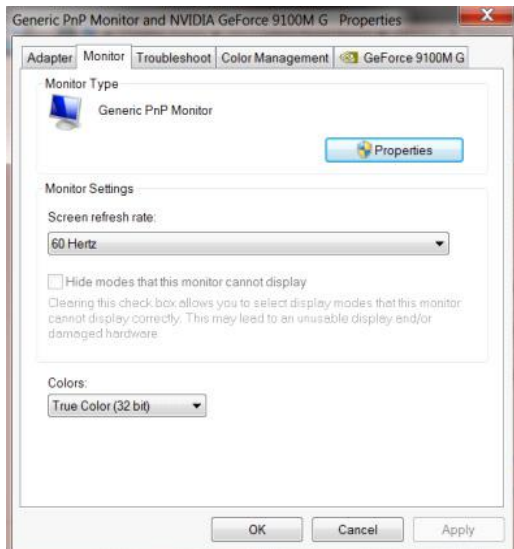 Generic PnP Monitor and NVIDIA GeForce 9100M G Properties
Adapter Monitor Troubleshoot Color Management GeForce 9100M G
Monitor Type
Generic PnP Monitor
Properties
Monitor Settings
Screen refresh rate:
60 Hertz
Hide modes that this monitor cannot display
Clearing this check box allows you to select display modes that this monitor
cannot display correctly. This may lead to an unusable display and/or
damaged hardware.
Colors:
True Color (32 bit)
OK Cancel Apply